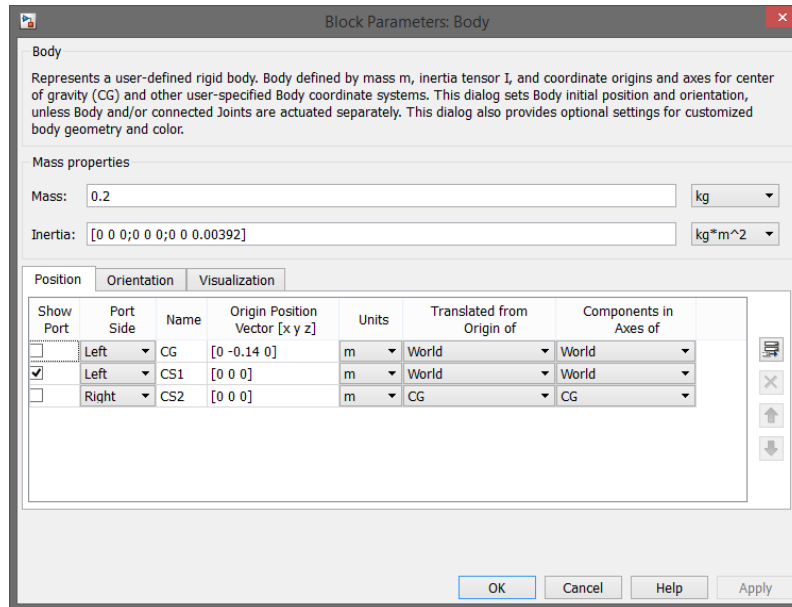 Block Parameters: Body
Body
Represents a user-defined rigid body. Body defined by mass m, inertia tensor I, and coordinate origins and axes for center
of gravity (CG) and other user-specified Body coordinate systems. This dialog sets Body initial position and orientation,
unless Body and/or connected Joints are actuated separately. This dialog also provides optional settings for customized
body geometry and color.
Mass properties
Mass: 0.2 kg
Inertia: [0 0 0;0 0 0;0 0 0.00392] kg*m^2
Position Orientation Visualization
Show Port Port Side Name Origin Position Vector [x y z] Units Translated from Origin of Components in Axes of
Left CG [0 -0.14 0] m World World
Left CS1 [0 0 0] m World World
Right CS2 [0 0 0] m CG CG
OK Cancel Help Apply